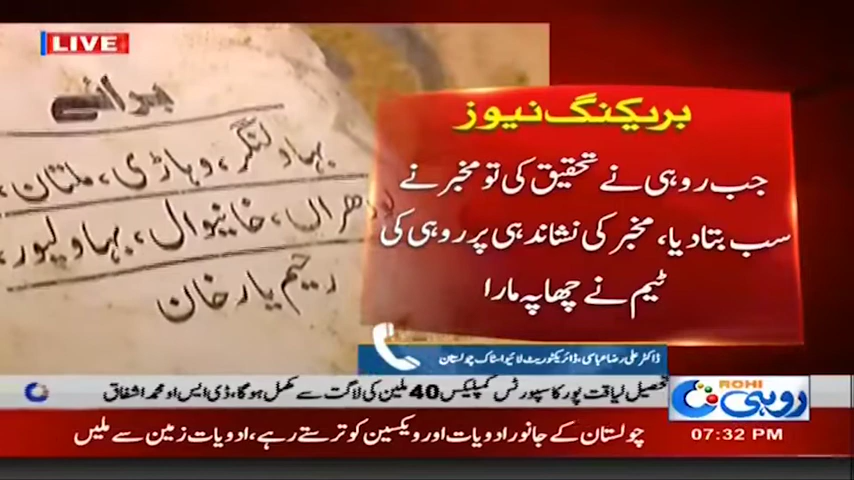 LIVE
برائے
بہاولنگر، وہاڑی، ملتان،
لودھراں، خانیوال، بہاولپور،
رحیم یار خان
بریکنگ نیوز
جب روہی نے تحقیق کی تو مخبر نے
سب بتادیا، مخبر کی نشاندہی پر روہی کی
ٹیم نے چھاپہ مارا
ڈاکٹر علی رضا عباسی، ڈائریکٹوریٹ لائیو اسٹاک چولستان
تحصیل لیاقت پور کا سپورٹس کمپلیکس 40 ملین کی لاگت سے مکمل ہوگا، ڈی ایس او محمد اشفاق
ROHI
روہی
07:32 PM
چولستان کے جانور ادویات اور ویکسین کو ترستے رہے، ادویات زمین سے ملیں